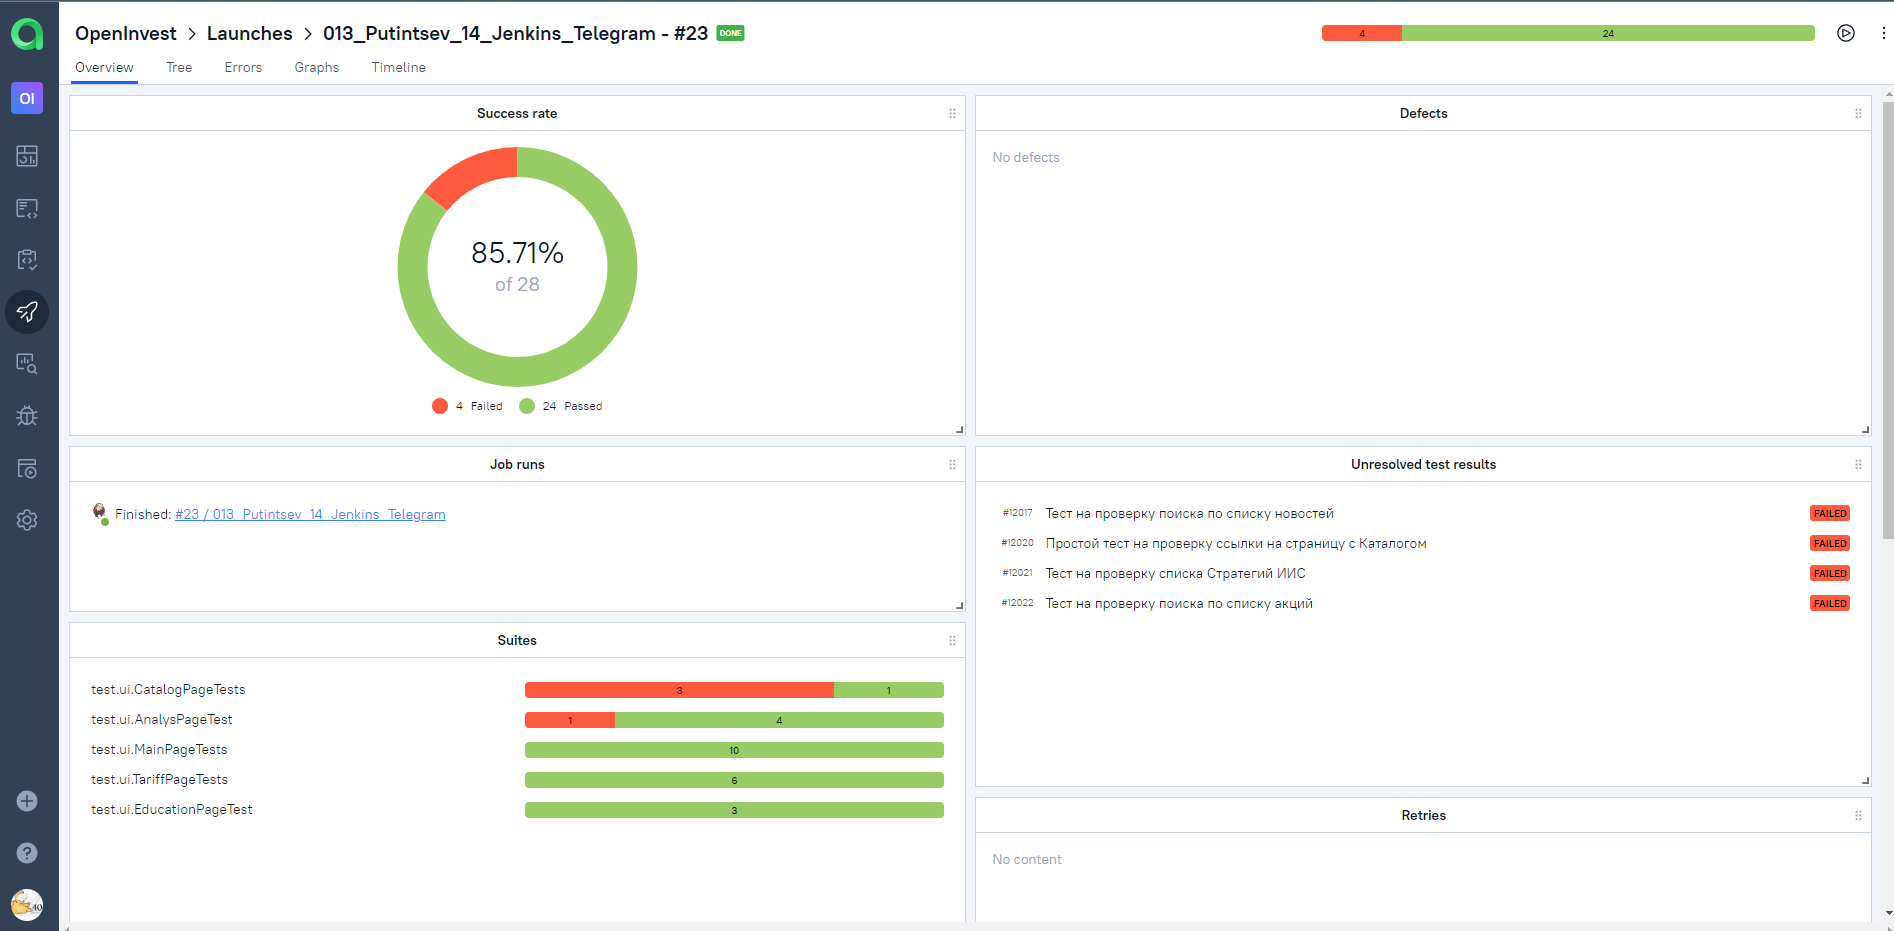 OpenInvest > Launches > 013_Putintsev_14_Jenkins_Telegram - #23 DONE
4 24
OI
Overview Tree Errors Graphs Timeline
Success rate
85.71%
of 28
4 Failed 24 Passed
Defects
No defects
Job runs
Finished: #23 / 013_Putintsev_14_Jenkins_Telegram
Unresolved test results
#12017 Тест на проверку поиска по списку новостей FAILED
#12020 Простой тест на проверку ссылки на страницу с Каталогом FAILED
#12021 Тест на проверку списка Стратегий ИИС FAILED
#12022 Тест на проверку поиска по списку акций FAILED
Suites
test.ui.CatalogPageTests 3 1
test.ui.AnalysPageTest 1 4
test.ui.MainPageTests 10
test.ui.TariffPageTests 6
test.ui.EducationPageTest 3
Retries
No content
40